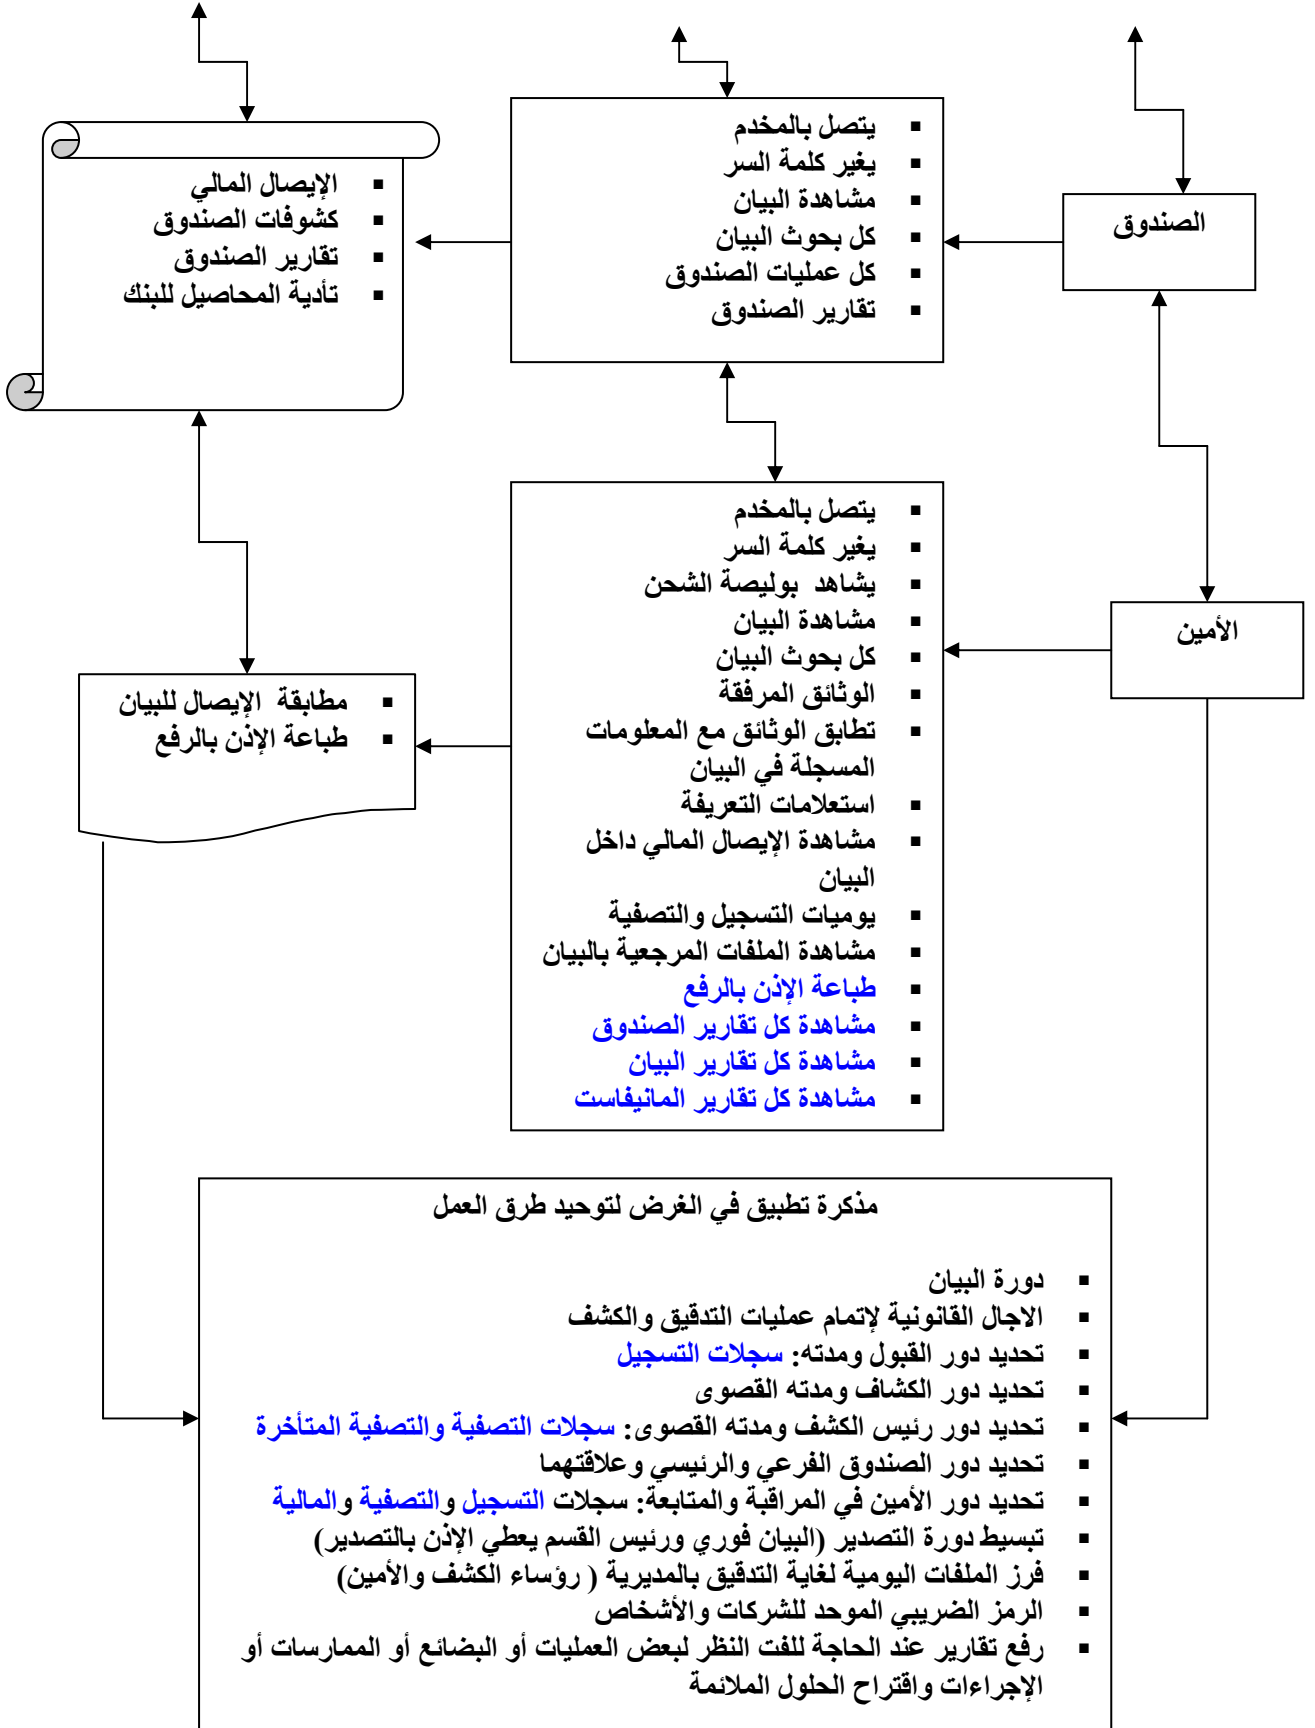 الصندوق
▪ يتصل بالمخدم
▪ يغير كلمة السر
▪ مشاهدة البيان
▪ كل بحوث البيان
▪ كل عمليات الصندوق
▪ تقارير الصندوق
▪ الإيصال المالي
▪ كشوفات الصندوق
▪ تقارير الصندوق
▪ تأدية المحاصيل للبنك
الأمين
▪ يتصل بالمخدم
▪ يغير كلمة السر
▪ يشاهد بوليصة الشحن
▪ مشاهدة البيان
▪ كل بحوث البيان
▪ الوثائق المرفقة
▪ تطابق الوثائق مع المعلومات
المسجلة في البيان
▪ استعلامات التعريفة
▪ مشاهدة الإيصال المالي داخل
البيان
▪ يوميات التسجيل والتصفية
▪ مشاهدة الملفات المرجعية بالبيان
▪ طباعة الإذن بالرفع
▪ مشاهدة كل تقارير الصندوق
▪ مشاهدة كل تقارير البيان
▪ مشاهدة كل تقارير المانيفاست
▪ مطابقة الإيصال للبيان
▪ طباعة الإذن بالرفع
مذكرة تطبيق في الغرض لتوحيد طرق العمل
▪ دورة البيان
▪ الاجال القانونية لإتمام عمليات التدقيق والكشف
▪ تحديد دور القبول ومدته: سجلات التسجيل
▪ تحديد دور الكشاف ومدته القصوى
▪ تحديد دور رئيس الكشف ومدته القصوى: سجلات التصفية والتصفية المتأخرة
▪ تحديد دور الصندوق الفرعي والرئيسي وعلاقتهما
▪ تحديد دور الأمين في المراقبة والمتابعة: سجلات التسجيل والتصفية والمالية
▪ تبسيط دورة التصدير (البيان فوري ورئيس القسم يعطي الإذن بالتصدير)
▪ فرز الملفات اليومية لغاية التدقيق بالمديرية ( رؤساء الكشف والأمين)
▪ الرمز الضريبي الموحد للشركات والأشخاص
▪ رفع تقارير عند الحاجة للفت النظر لبعض العمليات أو البضائع أو الممارسات أو
الإجراءات واقتراح الحلول الملائمة